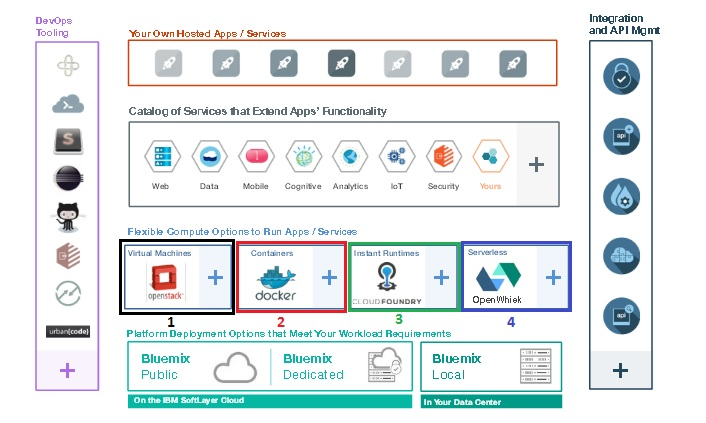 DevOps
Tooling
Integration
and API Mgmt
Your Own Hosted Apps / Services
Catalog of Services that Extend Apps' Functionality
Web
Data
Mobile
Cognitive
Analytics
IoT
Security
Yours
+
Flexible Compute Options to Run Apps / Services
Virtual Machines
openstack
+
Containers
docker
+
Instant Runtimes
CLOUDFOUNDRY
+
Serverless
OpenWhisk
+
1
2
3
4
Platform Deployment Options that Meet Your Workload Requirements
Bluemix
Public
Bluemix
Dedicated
Bluemix
Local
On the IBM SoftLayer Cloud
In Your Data Center
S
urban{code}
+
api
api
+